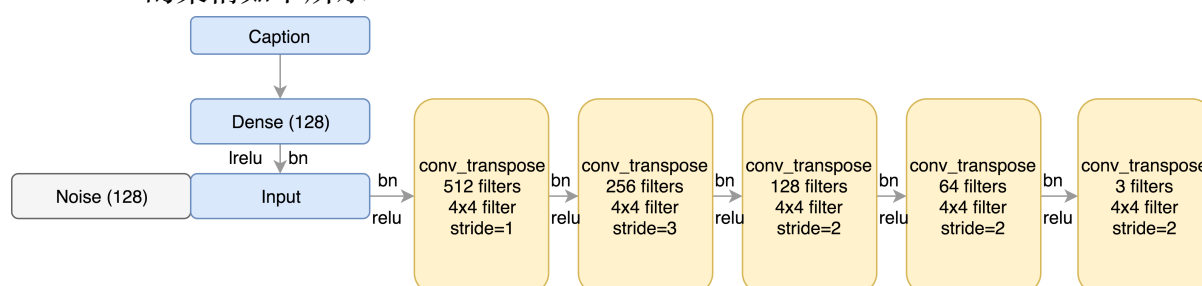 Caption
Dense (128)
lrelu bn
Noise (128)
Input
bn
relu
conv_transpose
512 filters
4x4 filter
stride=1
bn
relu
conv_transpose
256 filters
4x4 filter
stride=3
bn
relu
conv_transpose
128 filters
4x4 filter
stride=2
bn
relu
conv_transpose
64 filters
4x4 filter
stride=2
bn
relu
3 filters
4x4 filter
stride=2